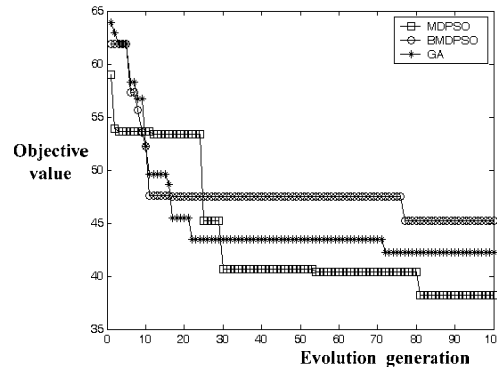 65
60
55
50
45
40
35
Objective
value
MDPSO
BMDPSO
GA
0 10 20 30 40 50 60 70 80 90 100
Evolution generation